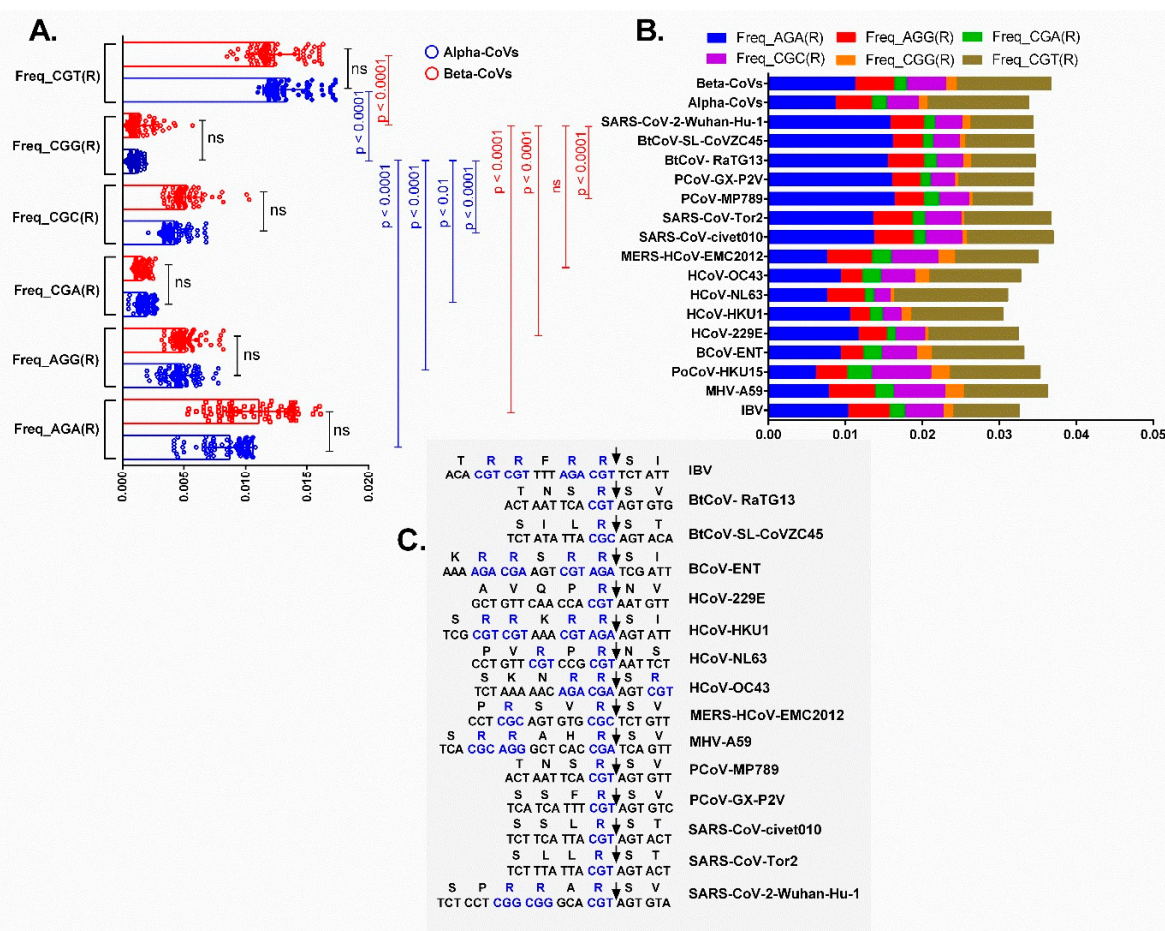 A.
Alpha-CoVs
Beta-CoVs
Freq_CGT(R)
Freq_CGG(R)
Freq_CGC(R)
Freq_CGA(R)
Freq_AGG(R)
Freq_AGA(R)
ns
ns
ns
ns
ns
ns
p < 0.0001
p < 0.0001
p < 0.0001
p < 0.0001
p < 0.01
p < 0.0001
p < 0.0001
p < 0.0001
ns
p < 0.0001
0.000
0.005
0.010
0.015
0.020
B.
Freq_AGA(R) Freq_AGG(R) Freq_CGA(R)
Freq_CGC(R) Freq_CGG(R) Freq_CGT(R)
Beta-CoVs
Alpha-CoVs
SARS-CoV-2-Wuhan-Hu-1
BtCoV-SL-CoVZC45
BtCoV- RaTG13
PCoV-GX-P2V
PCoV-MP789
SARS-CoV-Tor2
SARS-CoV-civet010
MERS-HCoV-EMC2012
HCoV-OC43
HCoV-NL63
HCoV-HKU1
HCoV-229E
BCoV-ENT
PoCoV-HKU15
MHV-A59
IBV
0.00 0.01 0.02 0.03 0.04 0.05
C.
T R R F R R S I
ACA CGT CGT TTT AGA CGT TCT ATT IBV
T N S R S V
ACT AAT TCA CGT AGT GTG BtCoV- RaTG13
S I L R S T
TCT ATA TTA CGC AGT ACA BtCoV-SL-CoVZC45
K R R S R R S I
AAA AGA CGA AGT CGT AGA TCG ATT BCoV-ENT
A V Q P R N V
GCT GTT CAA CCA CGT AAT GTT HCoV-229E
S R R K R R S I
TCG CGT CGT AAA CGT AGA AGT ATT HCoV-HKU1
P V R P R N S
CCT GTT CGT CCG CGT AAT TCT HCoV-NL63
S K N R R S R
TCT AAA AAC AGA CGA AGT CGT HCoV-OC43
P R S V R S V
CCT CGC AGT GTG CGC TCT GTT MERS-HCoV-EMC2012
S R R A H R S V
TCA CGC AGG GCT CAC CGA TCA GTT MHV-A59
T N S R S V
ACT AAT TCA CGT AGT GTT PCoV-MP789
S S F R S V
TCA TCA TTT CGT AGT GTC PCoV-GX-P2V
S S L R S T
TCT TCA TTA CGT AGT ACT SARS-CoV-civet010
S L L R S T
TCT TTA TTA CGT AGT ACT SARS-CoV-Tor2
S P R R A R S V
TCT CCT CGG CGG GCA CGT AGT GTA SARS-CoV-2-Wuhan-Hu-1